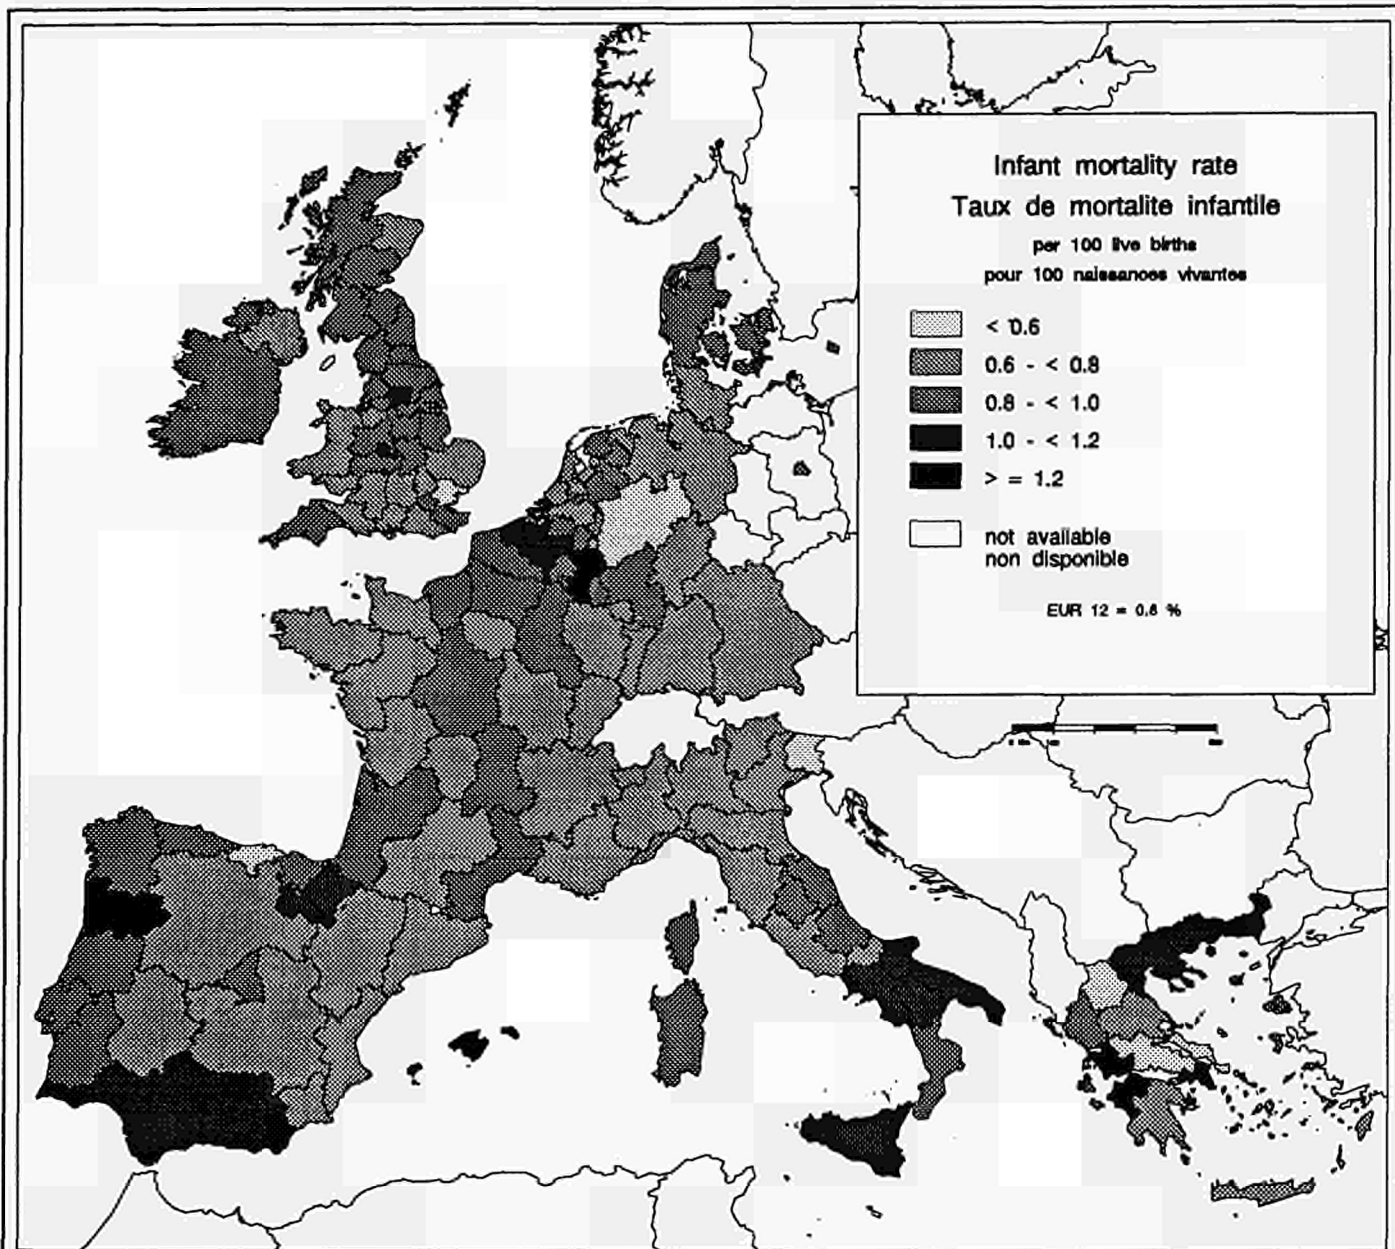 Infant mortality rate
Taux de mortalite infantile
per 100 live births
pour 100 naissances vivantes
< 0.6
0.6 - < 0.8
0.8 - < 1.0
1.0 - < 1.2
> = 1.2
not available
non disponible
EUR 12 = 0.8 %